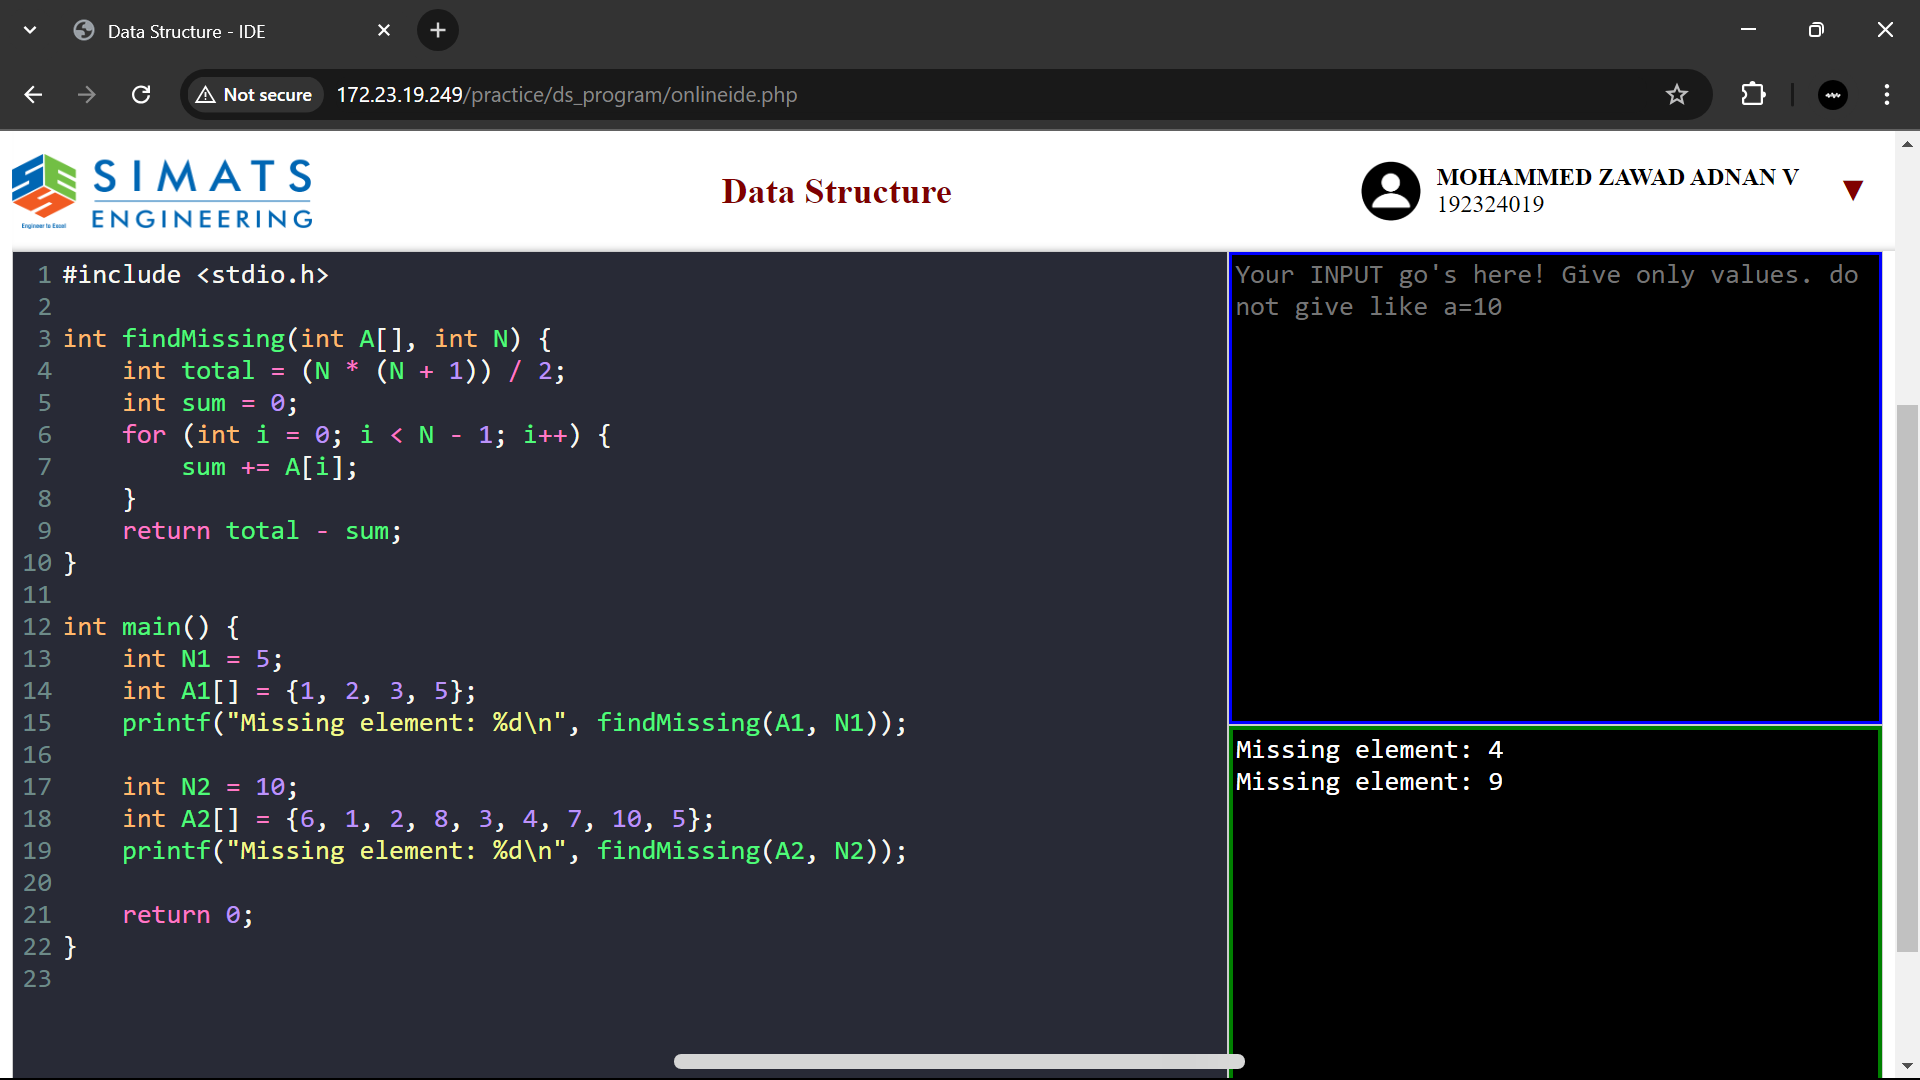 Data Structure - IDE
Not secure
172.23.19.249/practice/ds_program/onlineide.php
SIMATS
ENGINEERING
Engineer to Excel
Data Structure
MOHAMMED ZAWAD ADNAN V
192324019
1 #include <stdio.h>
2
3 int findMissing(int A[], int N) {
4     int total = (N * (N + 1)) / 2;
5     int sum = 0;
6     for (int i = 0; i < N - 1; i++) {
7         sum += A[i];
8     }
9     return total - sum;
10 }
11
12 int main() {
13     int N1 = 5;
14     int A1[] = {1, 2, 3, 5};
15     printf("Missing element: %d\n", findMissing(A1, N1));
16
17     int N2 = 10;
18     int A2[] = {6, 1, 2, 8, 3, 4, 7, 10, 5};
19     printf("Missing element: %d\n", findMissing(A2, N2));
20
21     return 0;
22 }
23
Your INPUT go's here! Give only values. do
not give like a=10
Missing element: 4
Missing element: 9